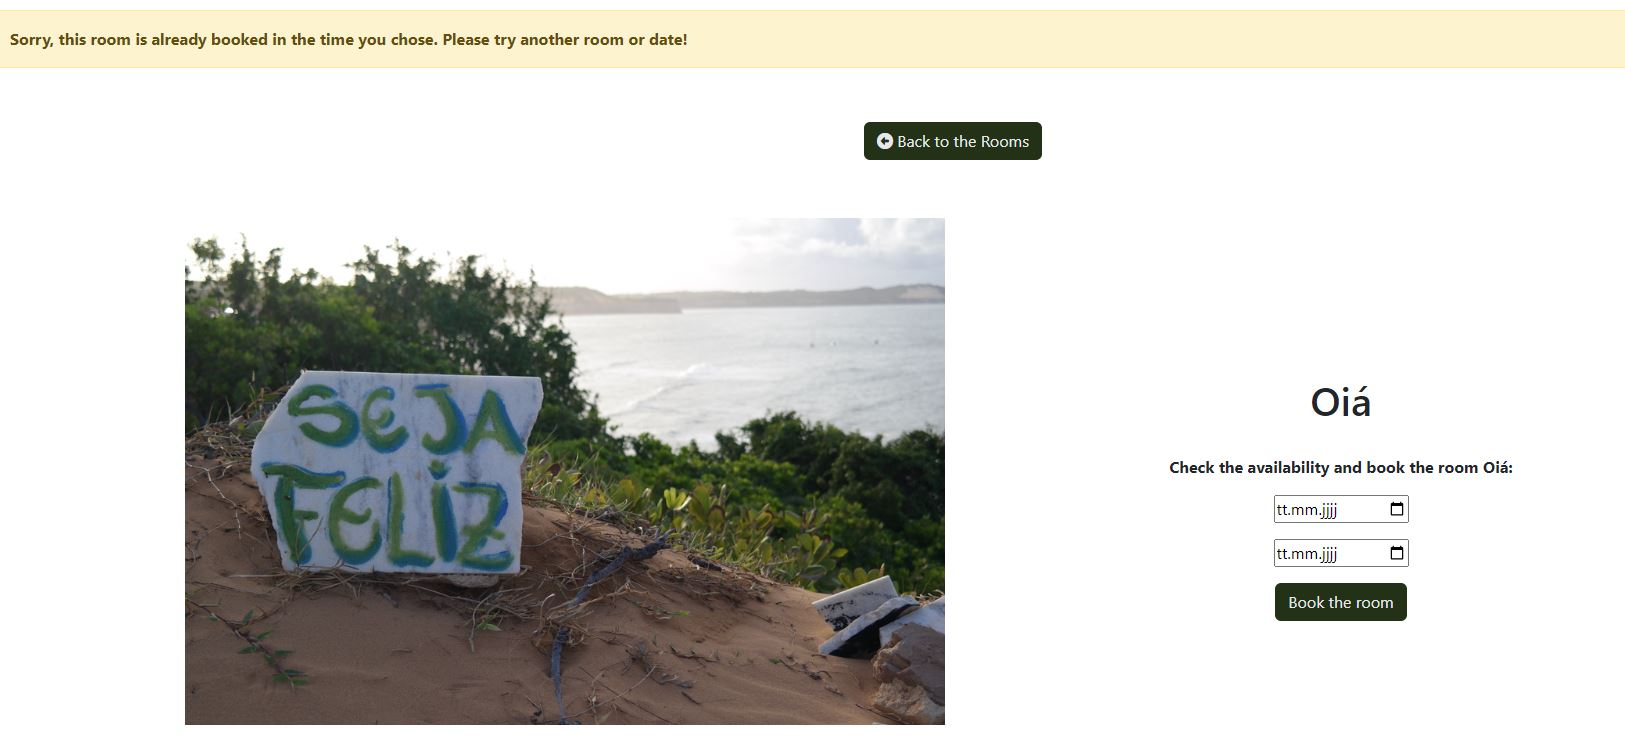 Sorry, this room is already booked in the time you chose. Please try another room or date!
Back to the Rooms
SEJA
FELIZ
Oiá
Check the availability and book the room Oiá:
tt.mm.jjjj
tt.mm.jjjj
Book the room